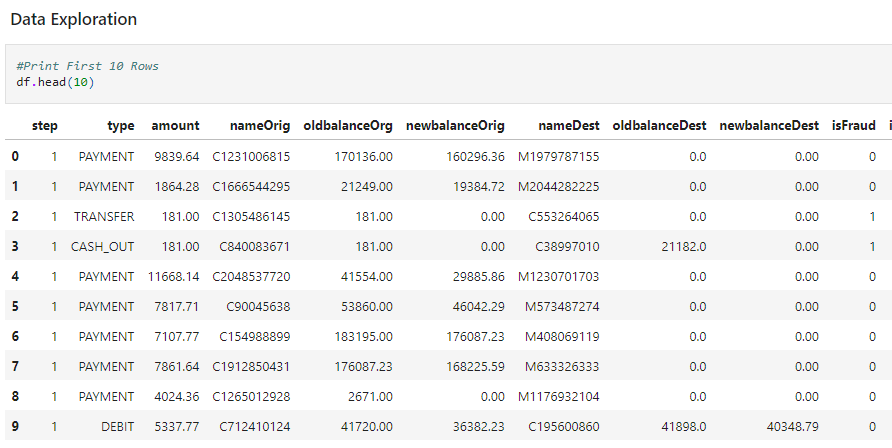 Data Exploration
#Print First 10 Rows
df.head(10)
step type amount nameOrig oldbalanceOrg newbalanceOrig nameDest oldbalanceDest newbalanceDest isFraud i
0 1 PAYMENT 9839.64 C1231006815 170136.00 160296.36 M1979787155 0.0 0.00 0
1 1 PAYMENT 1864.28 C1666544295 21249.00 19384.72 M2044282225 0.0 0.00 0
2 1 TRANSFER 181.00 C1305486145 181.00 0.00 C553264065 0.0 0.00 1
3 1 CASH_OUT 181.00 C840083671 181.00 0.00 C38997010 21182.0 0.00 1
4 1 PAYMENT 11668.14 C2048537720 41554.00 29885.86 M1230701703 0.0 0.00 0
5 1 PAYMENT 7817.71 C90045638 53860.00 46042.29 M573487274 0.0 0.00 0
6 1 PAYMENT 7107.77 C154988899 183195.00 176087.23 M408069119 0.0 0.00 0
7 1 PAYMENT 7861.64 C1912850431 176087.23 168225.59 M633326333 0.0 0.00 0
8 1 PAYMENT 4024.36 C1265012928 2671.00 0.00 M1176932104 0.0 0.00 0
9 1 DEBIT 5337.77 C712410124 41720.00 36382.23 C195600860 41898.0 40348.79 0